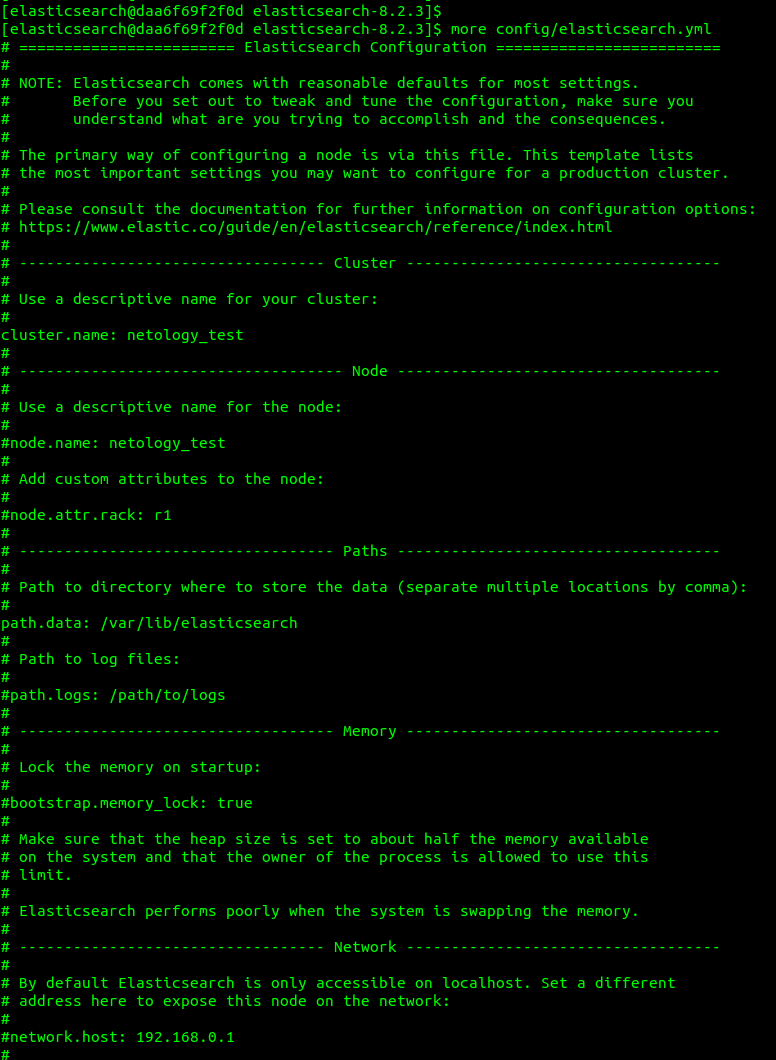 [elasticsearch@daa6f69f2f0d elasticsearch-8.2.3]$
[elasticsearch@daa6f69f2f0d elasticsearch-8.2.3]$ more config/elasticsearch.yml
# ======================== Elasticsearch Configuration =========================
#
# NOTE: Elasticsearch comes with reasonable defaults for most settings.
#       Before you set out to tweak and tune the configuration, make sure you
#       understand what are you trying to accomplish and the consequences.
#
# The primary way of configuring a node is via this file. This template lists
# the most important settings you may want to configure for a production cluster.
#
# Please consult the documentation for further information on configuration options:
# https://www.elastic.co/guide/en/elasticsearch/reference/index.html
#
# ---------------------------------- Cluster -----------------------------------
#
# Use a descriptive name for your cluster:
#
cluster.name: netology_test
#
# ------------------------------------ Node ------------------------------------
#
# Use a descriptive name for the node:
#
#node.name: netology_test
#
# Add custom attributes to the node:
#
#node.attr.rack: r1
#
# ----------------------------------- Paths ------------------------------------
#
# Path to directory where to store the data (separate multiple locations by comma):
#
path.data: /var/lib/elasticsearch
#
# Path to log files:
#
#path.logs: /path/to/logs
#
# ----------------------------------- Memory -----------------------------------
#
# Lock the memory on startup:
#
#bootstrap.memory_lock: true
#
# Make sure that the heap size is set to about half the memory available
# on the system and that the owner of the process is allowed to use this
# limit.
#
# Elasticsearch performs poorly when the system is swapping the memory.
#
# ---------------------------------- Network -----------------------------------
#
# By default Elasticsearch is only accessible on localhost. Set a different
# address here to expose this node on the network:
#
#network.host: 192.168.0.1
#